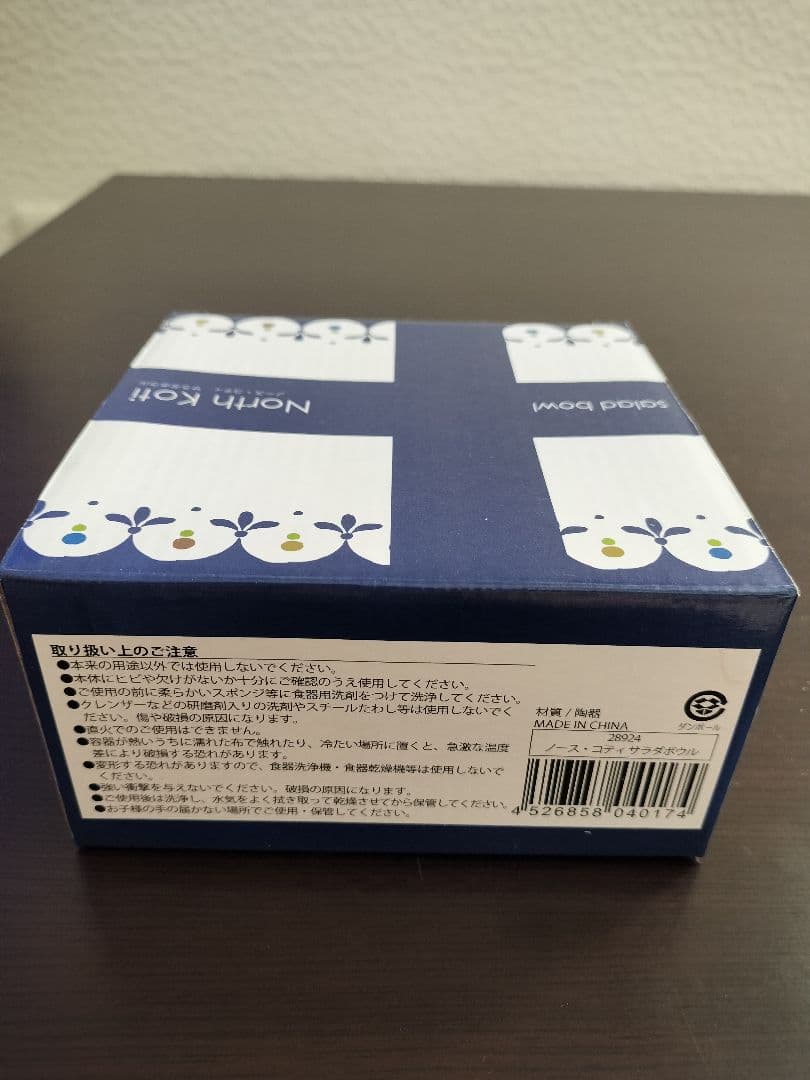 North Koti
ノース・コティ サラダボウル
salad bowl
取り扱い上のご注意
●本来の用途以外では使用しないでください。
●本体にヒビや欠けがないか十分にご確認のうえ使用してください。
●ご使用の前に柔らかいスポンジ等に食器用洗剤をつけて洗浄してください。
●クレンザーなどの研磨剤入りの洗剤やスチールたわし等は使用しないでく
ださい。傷や破損の原因になります。
●直火でのご使用はできません。
●容器が熱いうちに濡れた布で触れたり、冷たい場所に置くと、急激な温度
差により破損する恐れがあります。
●変形する恐れがありますので、食器洗浄機・食器乾燥機等は使用しないで
ください。
●強い衝撃を与えないでください。破損の原因になります。
●ご使用後は洗浄し、水気をよく拭き取って乾燥させてから保管してください。
●お子様の手の届かない場所でご使用・保管してください。
材質 / 陶器
MADE IN CHINA
ダンボール
28924
ノース・コティ サラダボウル
4 526858 040174